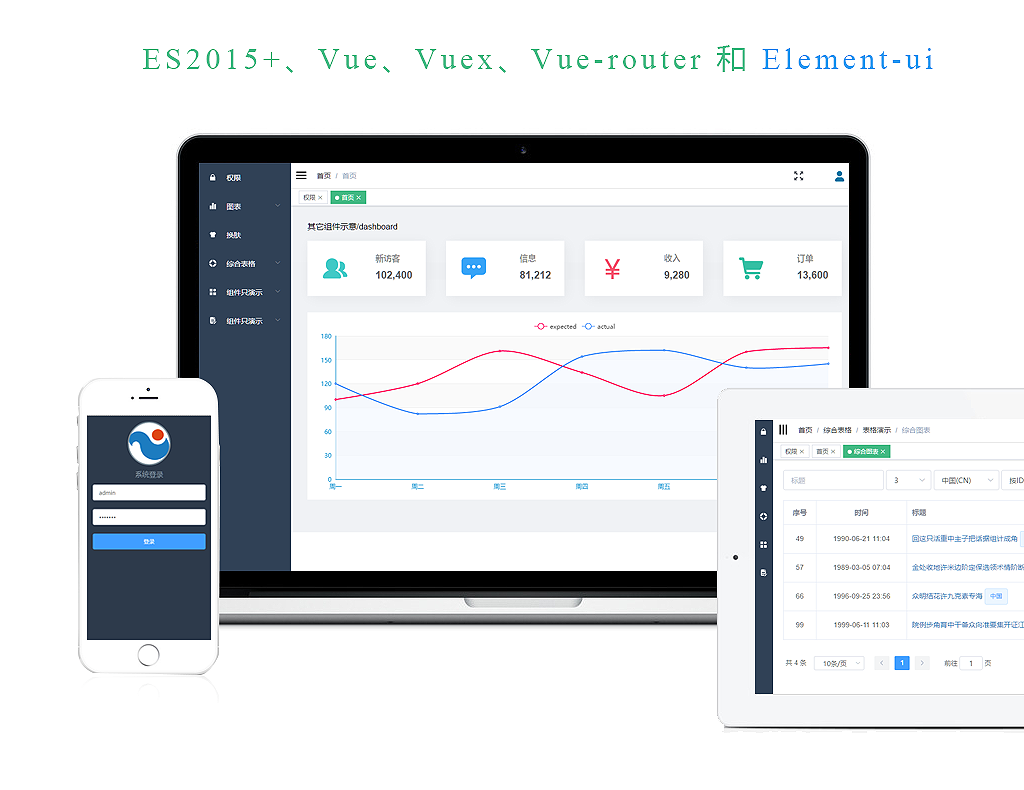 ES2015+、Vue、Vuex、Vue-router 和 Element-ui
权限
图表
换肤
综合表格
组件只演示
组件只演示
首页 / 首页
权限 ×
首页 ×
其它组件示意/dashboard
新访客
102,400
信息
81,212
收入
9,280
订单
13,600
expected
actual
180
150
120
90
60
30
0
周一
周二
周三
周四
周五
系统登录
admin
登录
首页 / 综合表格 / 表格演示 / 综合图表
权限 ×
首页 ×
综合图表 ×
标题
3
中国(CN)
按ID
序号 时间 标题
49 1990-06-21 11:04 回这只活重中主子把话据组计成角
57 1989-03-05 07:04 金处收地许米边阶定保选领术情阶断
66 1996-09-25 23:56 众明结花许九克素专海 中国
99 1999-06-11 11:03 院例步角育中千备众向准要集开证江
共 4 条 10条/页 1 前往 1 页